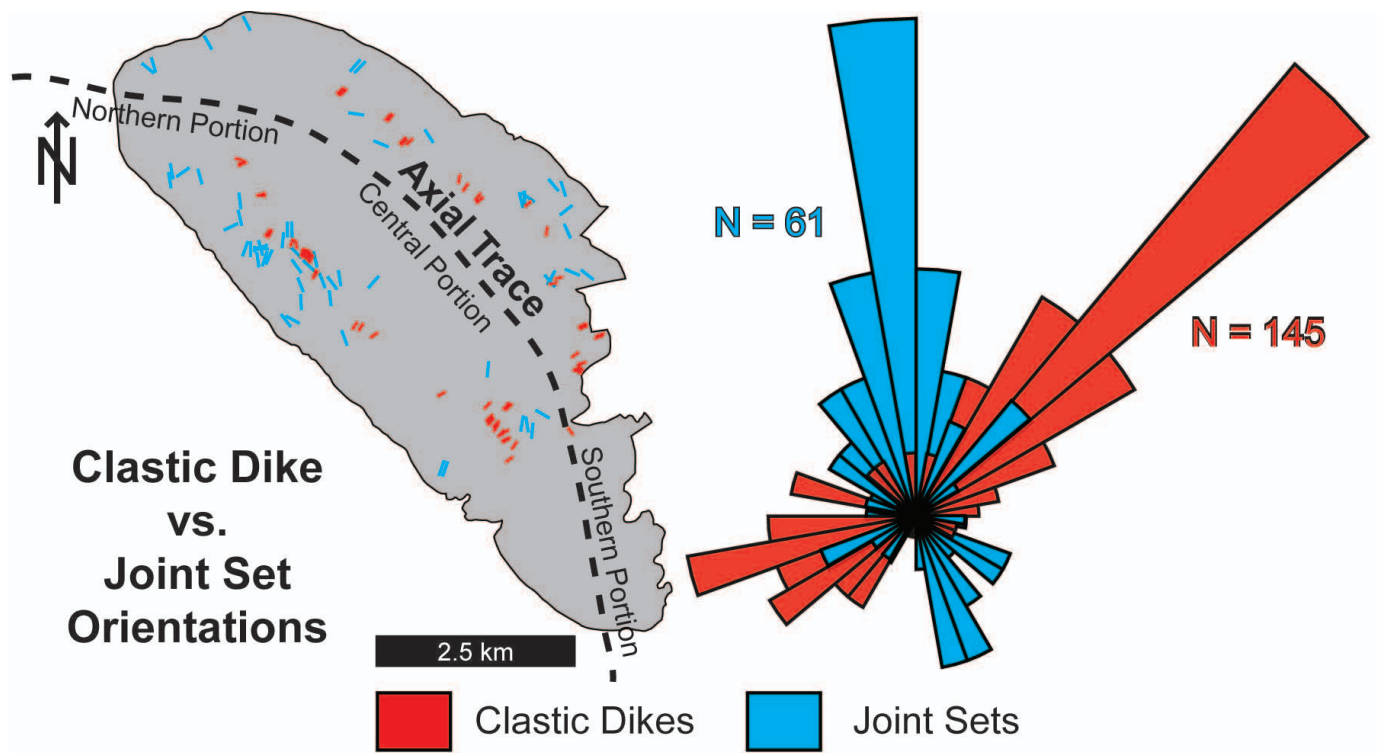 Northern Portion
N
Axial Trace
Central Portion
Southern Portion
Clastic Dike
vs.
Joint Set
Orientations
2.5 km
N = 61
N = 145
Clastic Dikes
Joint Sets